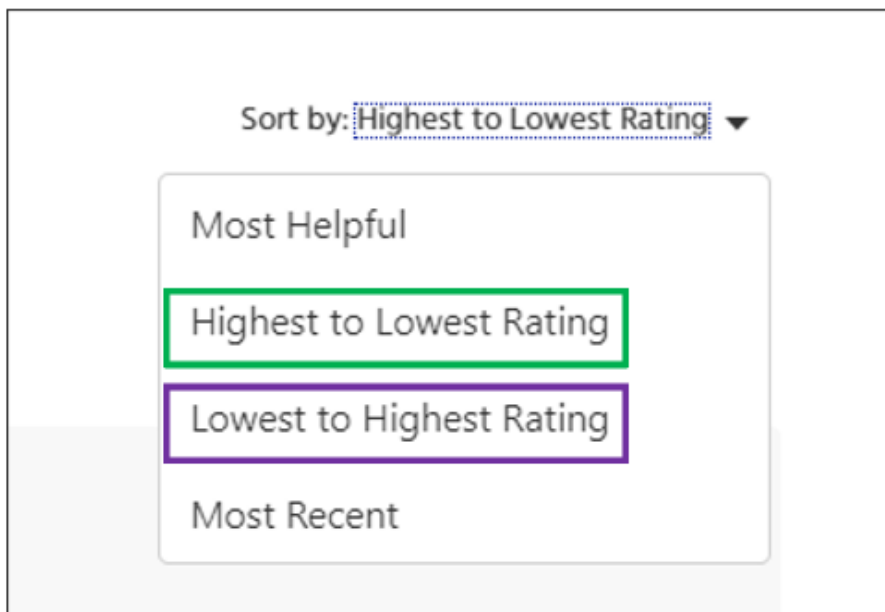 Sort by: Highest to Lowest Rating
Most Helpful
Highest to Lowest Rating
Lowest to Highest Rating
Most Recent